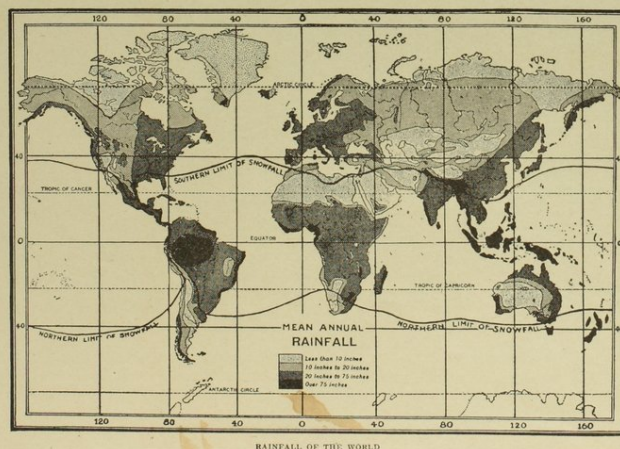 120 80 40 0 40 80 120 160
ARCTIC CIRCLE
40
SOUTHERN LIMIT OF SNOWFALL
TROPIC OF CANCER
0
EQUATOR
0
TROPIC OF CAPRICORN
40
NORTHERN LIMIT OF SNOWFALL
NORTHERN LIMIT OF SNOWFALL
MEAN ANNUAL
RAINFALL
Less than 10 inches
10 inches to 20 inches
20 inches to 75 inches
Over 75 inches
ANTARCTIC CIRCLE
120 80 40 0 40 80 120 160
RAINFALL OF THE WORLD